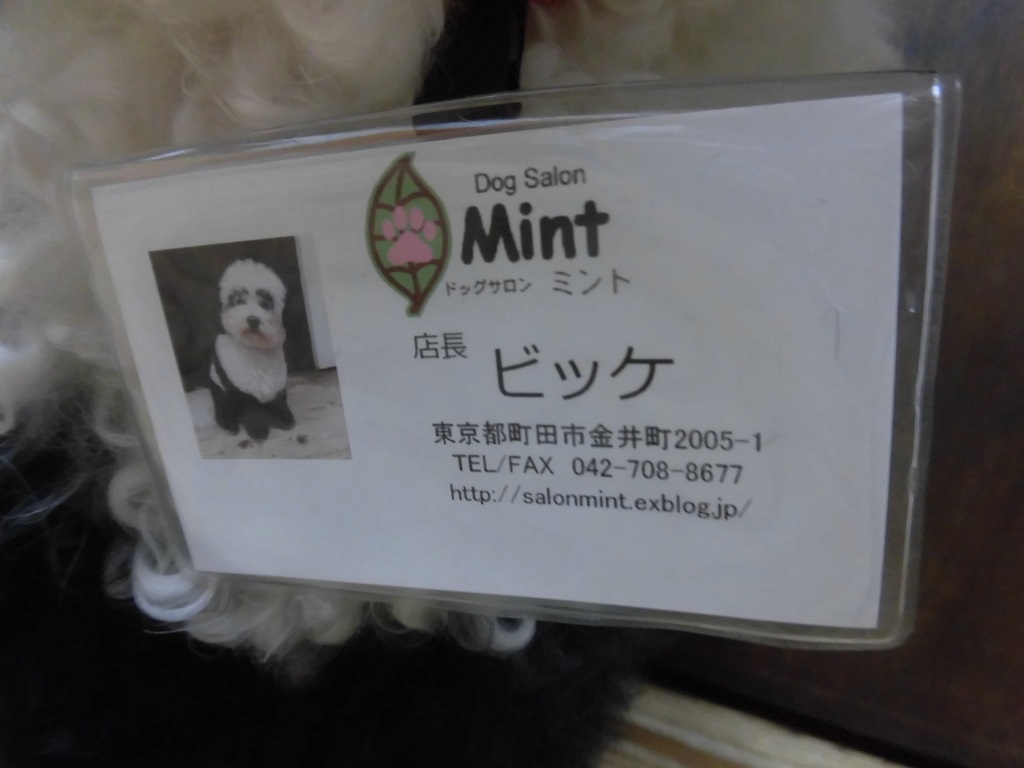 Dog Salon
Mint
ドッグサロン ミント
店長 ビッケ
東京都町田市金井町2005-1
TEL/FAX 042-708-8677
http://salonmint.exblog.jp/